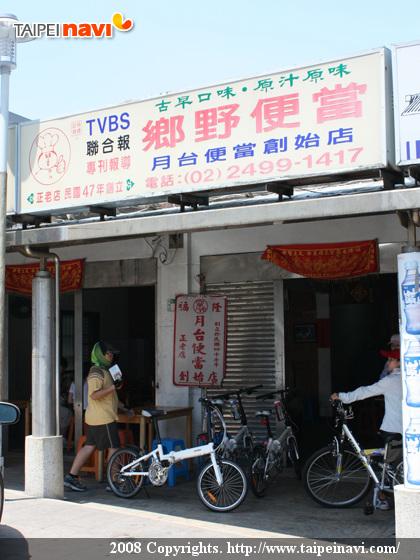 TAIPEInavi
古早口味・原汁原味
TVBS
聯合報
專刊報導
鄉野便當
正老店 民國47年創立
月台便當創始店
電話：(02) 2499-1417
福隆
月台便當
正老店
創始店
2008 Copyrights. http://www.taipeinavi.com/